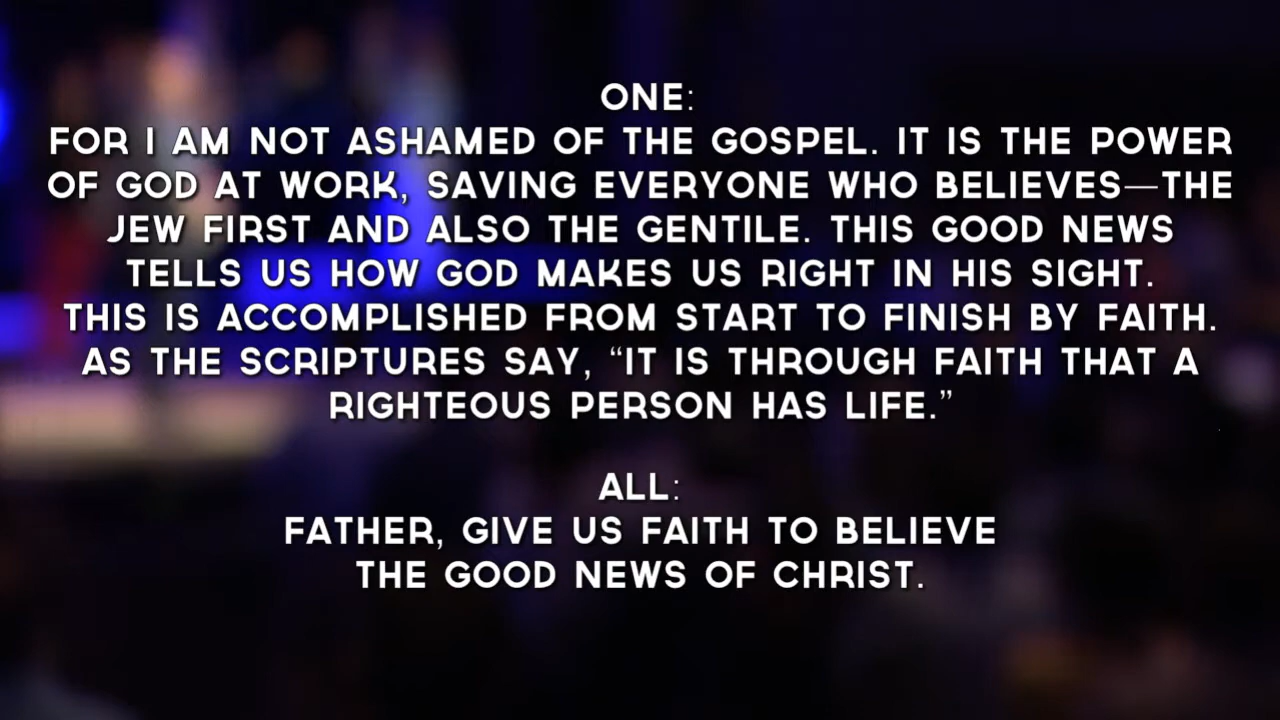 ONE:
FOR I AM NOT ASHAMED OF THE GOSPEL. IT IS THE POWER
OF GOD AT WORK, SAVING EVERYONE WHO BELIEVES—THE
JEW FIRST AND ALSO THE GENTILE. THIS GOOD NEWS
TELLS US HOW GOD MAKES US RIGHT IN HIS SIGHT.
THIS IS ACCOMPLISHED FROM START TO FINISH BY FAITH.
AS THE SCRIPTURES SAY, “IT IS THROUGH FAITH THAT A
RIGHTEOUS PERSON HAS LIFE.”
ALL:
FATHER, GIVE US FAITH TO BELIEVE
THE GOOD NEWS OF CHRIST.